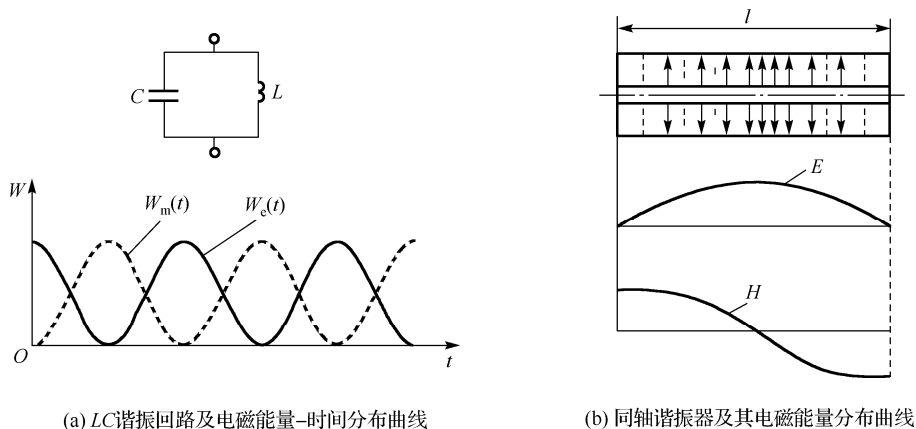 C
L
W
Wm(t)
We(t)
O
t
(a) LC谐振回路及电磁能量–时间分布曲线
l
E
H
(b) 同轴谐振器及其电磁能量分布曲线